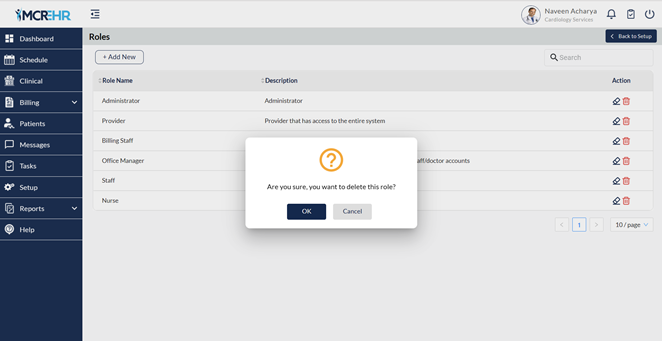 MCREHR
Naveen Acharya
Cardiology Services
Dashboard
Schedule
Clinical
Billing
Patients
Messages
Tasks
Setup
Reports
Help
Roles
Back to Setup
+ Add New
Search
Role Name Description Action
Administrator Administrator
Provider Provider that has access to the entire system
Billing Staff
Office Manager aff/doctor accounts
Staff
Nurse
Are you sure, you want to delete this role?
OK Cancel
< 1 > 10 / page